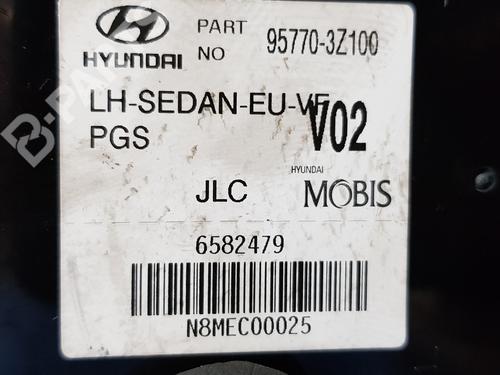 HYUNDAI
PART NO 95770-3Z100
LH-SEDAN-EU-VF
PGS V02
JLC
HYUNDAI MOBIS
6582479
N8MEC00025